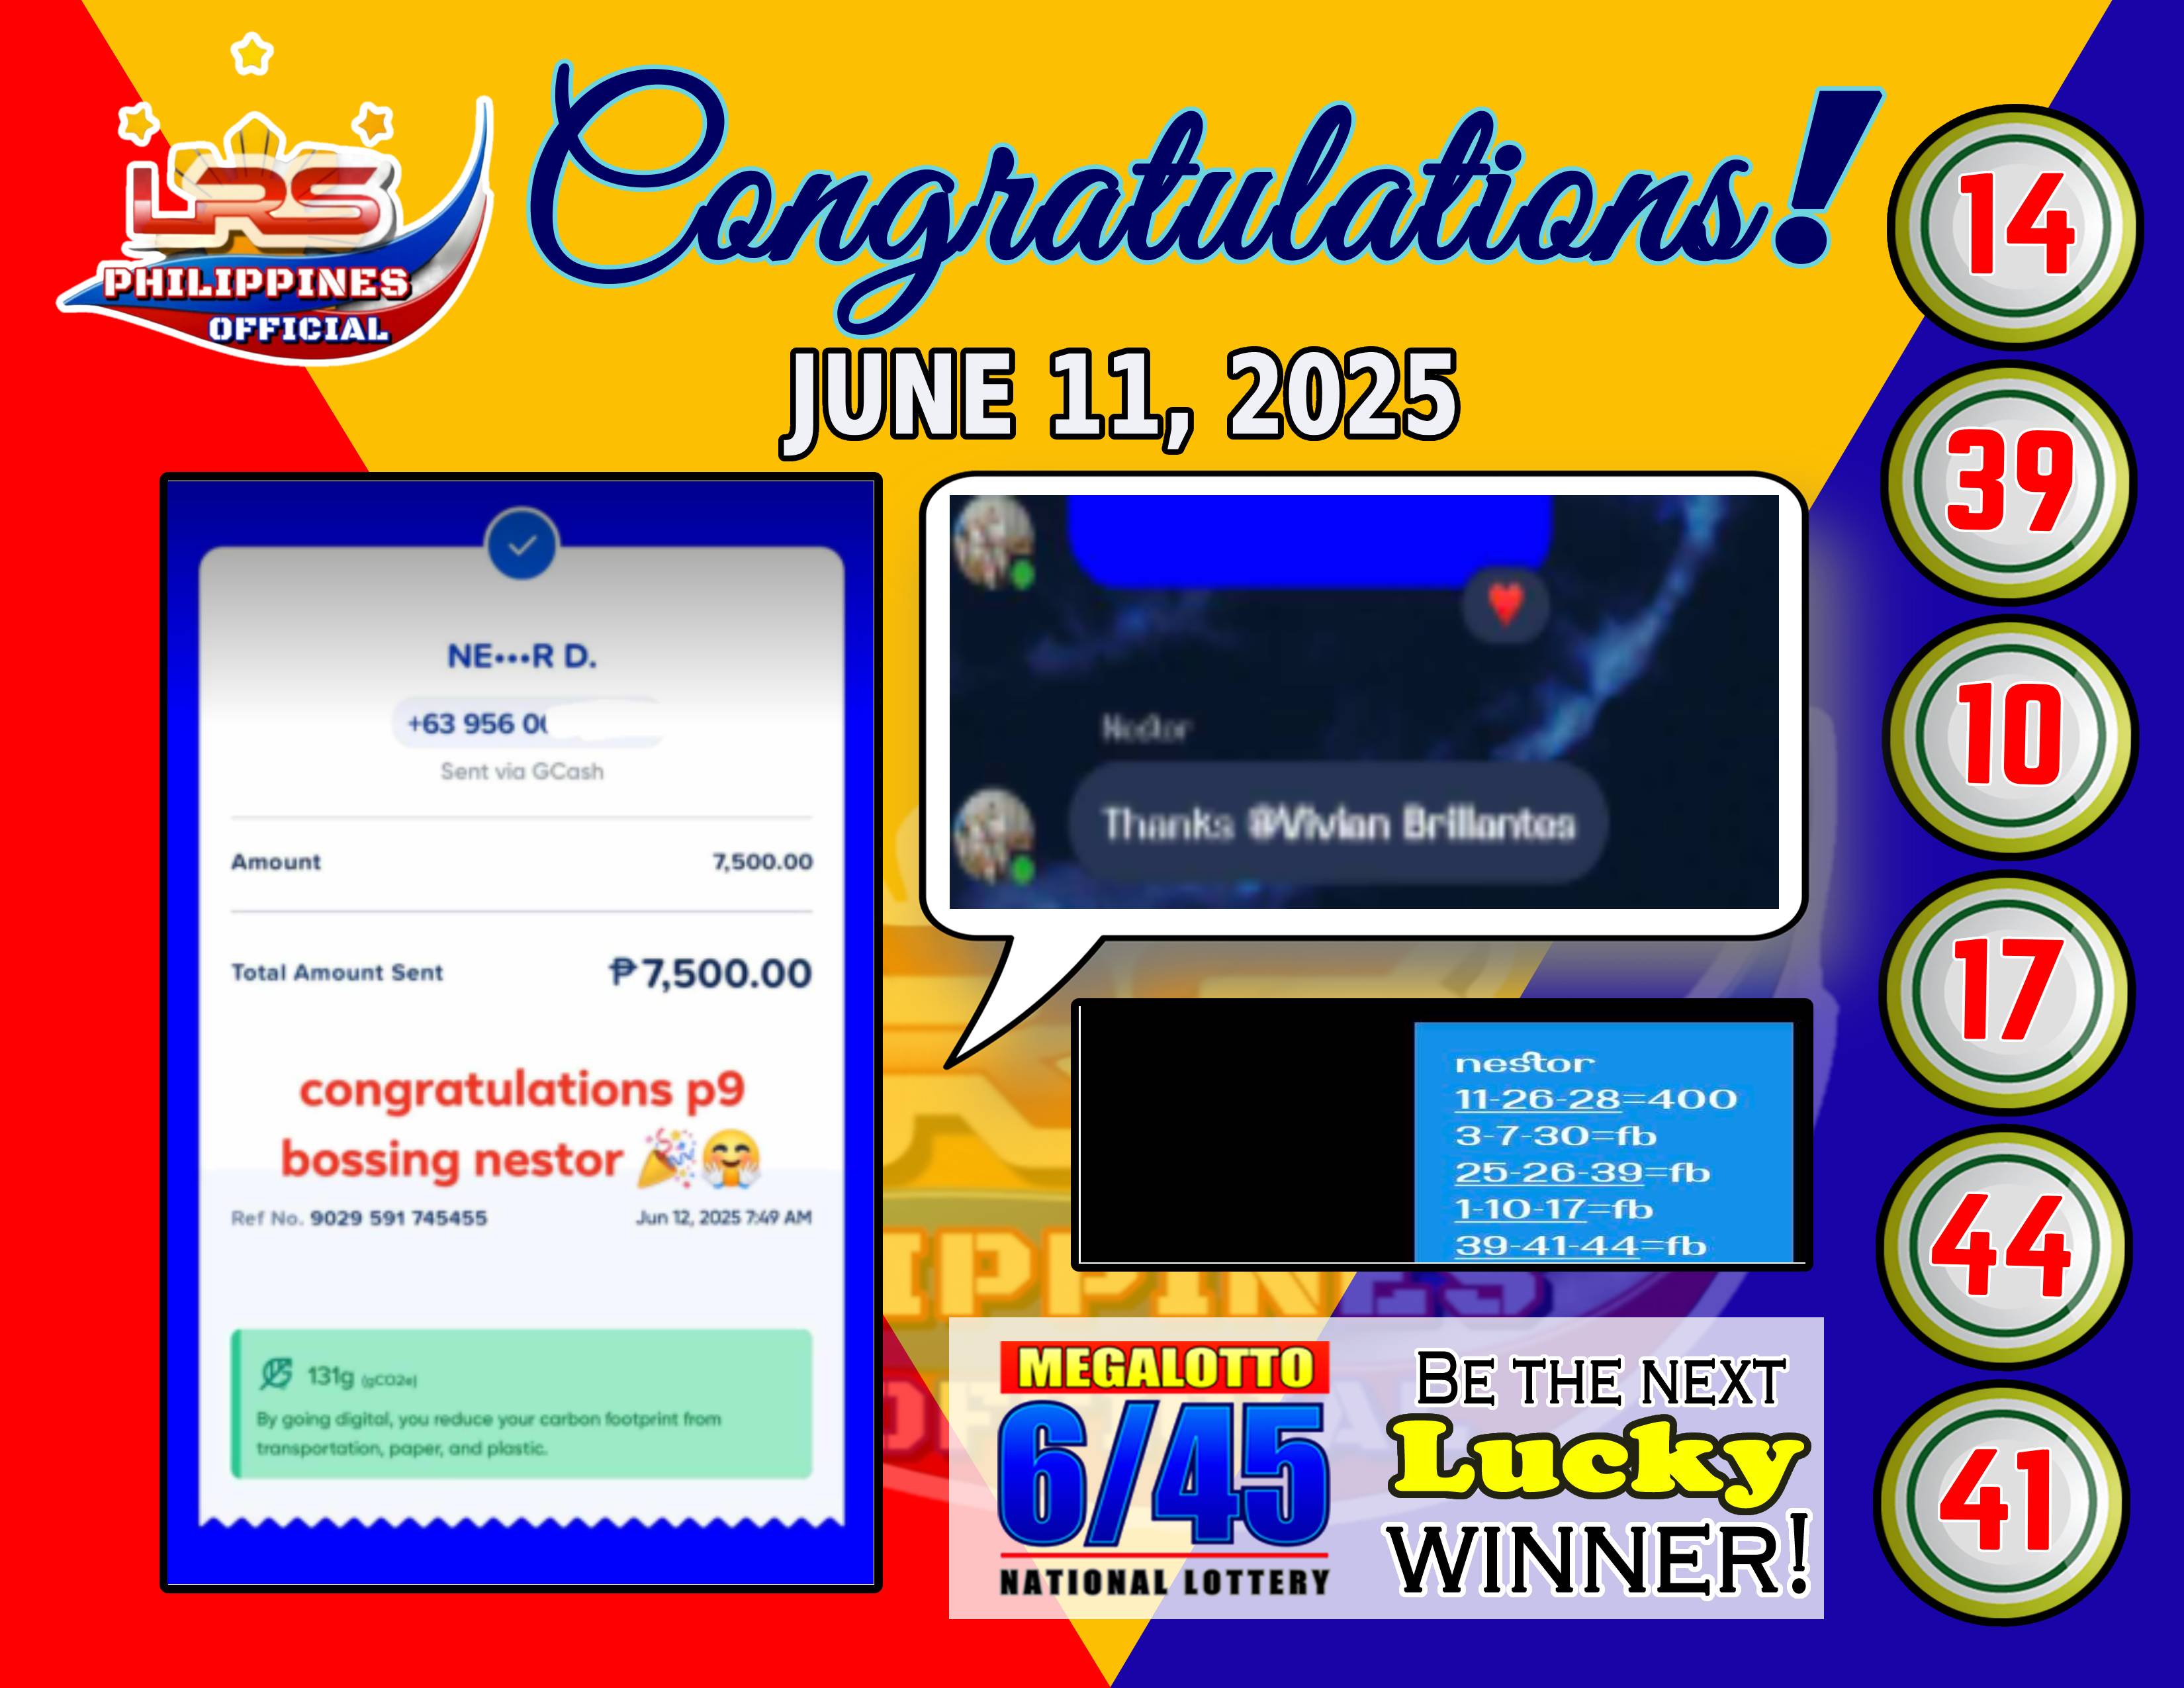 LRS
PHILIPPINES
OFFICIAL
Congratulations!
JUNE 11, 2025
NE•••R D.
+63 956 0
Sent via GCash
Amount 7,500.00
Total Amount Sent ₱7,500.00
congratulations p9
bossing nestor 🎉🤗
Ref No. 9029 591 745455 Jun 12, 2025 7:49 AM
131g (gCO2e)
By going digital, you reduce your carbon footprint from
transportation, paper, and plastic.
Nestor
Thanks @Vivian Brillantes
nestor
11-26-28=400
3-7-30=fb
25-26-39=fb
1-10-17=fb
39-41-44=fb
MEGALOTTO
6/45
NATIONAL LOTTERY
BE THE NEXT
Lucky
WINNER!
14
39
10
17
44
41